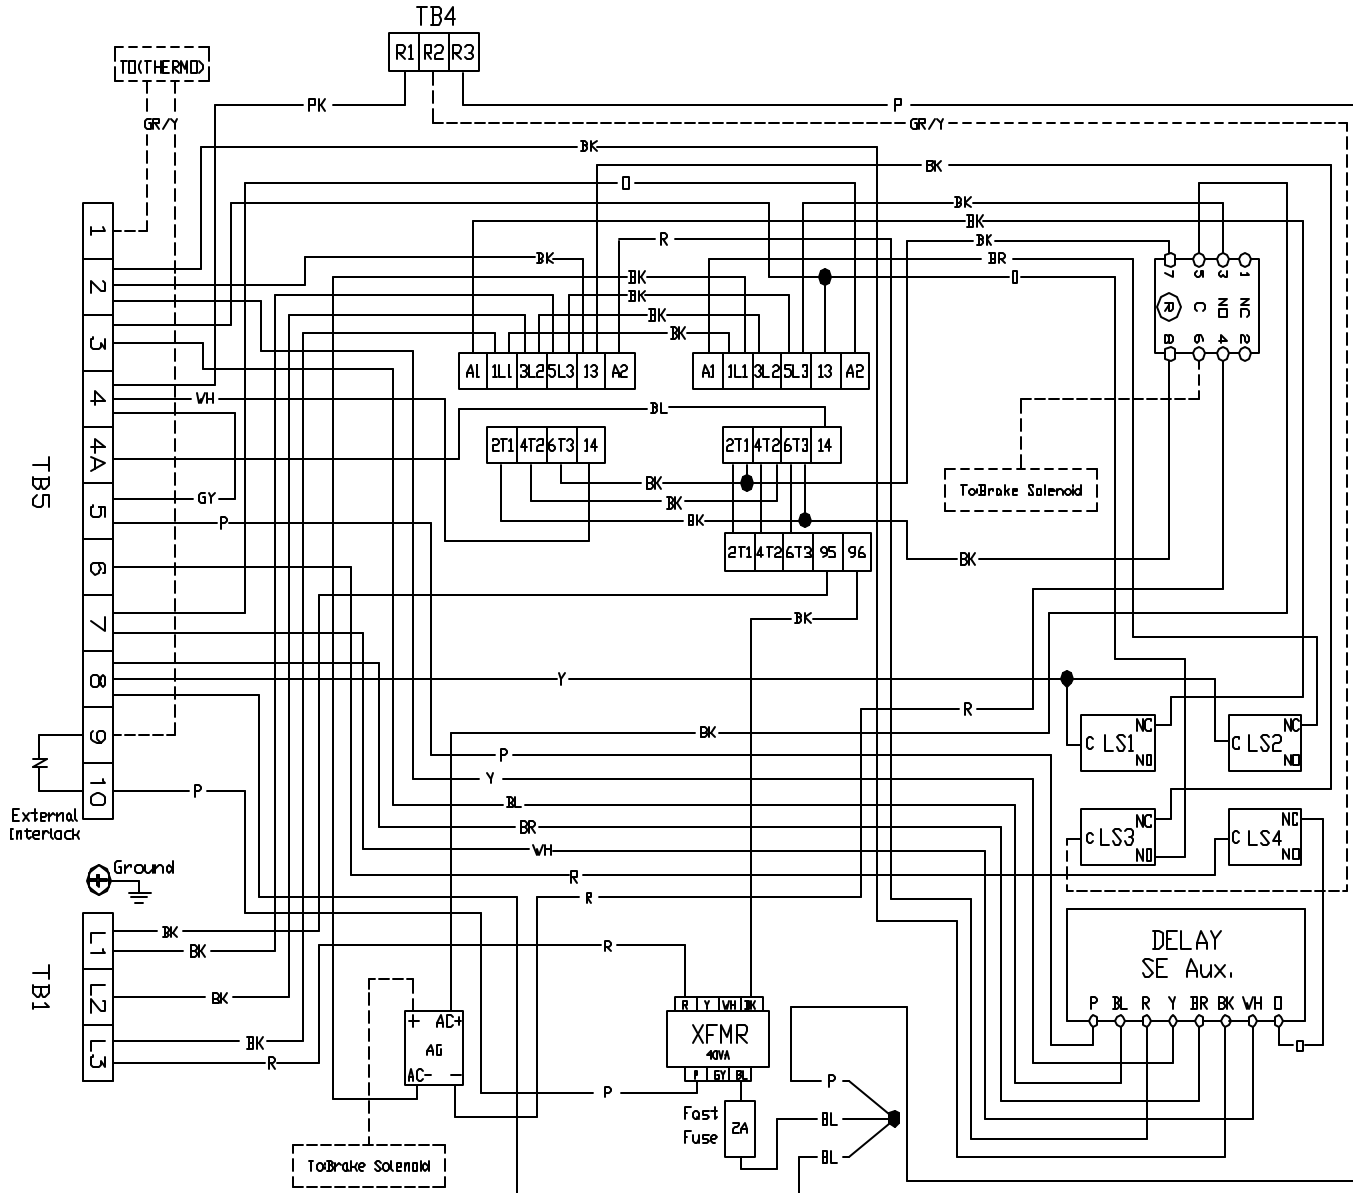 TB4
R1 R2 R3
TO(THERMO)
GR/Y
PK
P
GR/Y
BK
BK
O
BK
BK
R
BK
BR
BK
BK
O
BK
BK
BK
7 5 3 1
R C NO NC
8 6 4 2
A1 1L1 3L2 5L3 13 A2
A1 1L1 3L2 5L3 13 A2
WH
BL
2T1 4T2 6T3 14
2T1 4T2 6T3 14
BK
BK
BK
2T1 4T2 6T3 95 96
BK
BK
To Brake Solenoid
TB5
1
2
3
4
4A
5
6
7
8
9
10
GY
P
Y
R
BK
P
Y
P
BL
BR
WH
R
R
N
External
Interlock
C LS1 NC NO
C LS2 NC NO
C LS3 NC NO
C LS4 NC NO
Ground
TB1
L1
L2
L3
BK
BK
BK
BK
R
R
DELAY
SE Aux.
P BL R Y BR BK WH O
O
+ AC+
AG
AC- -
R Y WH BK
XFMR
40VA
P GY BL
P
Fast
Fuse
2A
P
BL
BL
To Brake Solenoid